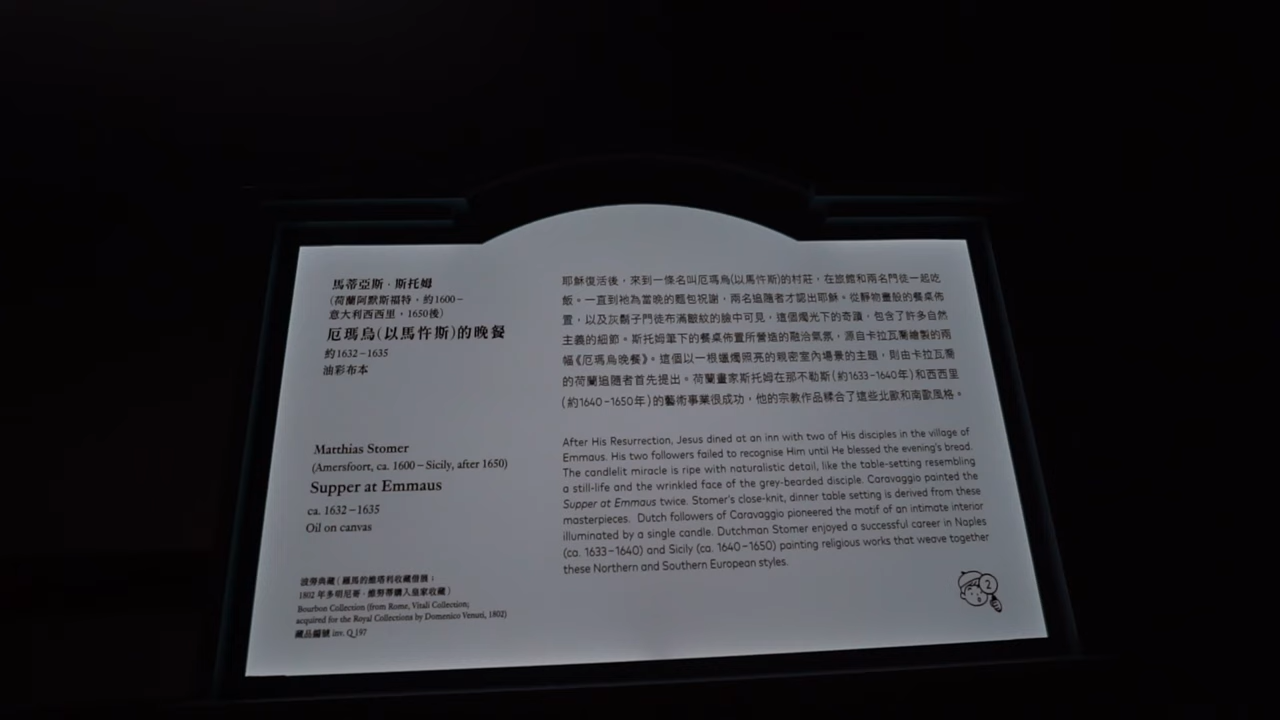 馬蒂亞斯·斯托姆
(荷蘭阿默斯福特,約1600–
意大利西西里,1650後)
厄瑪烏(以馬忤斯)的晚餐
約1632–1635
油彩布本
Matthias Stomer
(Amersfoort, ca. 1600 – Sicily, after 1650)
Supper at Emmaus
ca. 1632–1635
Oil on canvas
波旁典藏(羅馬的維塔利收藏借展;
1802 年多明尼哥·維努蒂購入皇家收藏)
Bourbon Collection (from Rome, Vitali Collection;
acquired for the Royal Collections by Domenico Venuti, 1802)
藏品編號 inv. Q 197
耶穌復活後,來到一條名叫厄瑪烏(以馬忤斯)的村莊,在旅館和兩名門徒一起吃
飯。一直到祂為當晚的麵包祝謝,兩名追隨者才認出耶穌。從靜物畫般的餐桌佈
置,以及灰鬍子門徒布滿皺紋的臉中可見,這個燭光下的奇蹟,包含了許多自然
主義的細節。斯托姆筆下的餐桌佈置所營造的融洽氣氛,源自卡拉瓦喬繪製的兩
幅《厄瑪烏晚餐》。這個以一根蠟燭照亮的親密室內場景的主題,則由卡拉瓦喬
的荷蘭追隨者首先提出。荷蘭畫家斯托姆在那不勒斯(約1633–1640年)和西西里
(約1640–1650年)的藝術事業很成功,他的宗教作品糅合了這些北歐和南歐風格。
After His Resurrection, Jesus dined at an inn with two of His disciples in the village of
Emmaus. His two followers failed to recognise Him until He blessed the evening's bread.
The candlelit miracle is ripe with naturalistic detail, like the table-setting resembling
a still-life and the wrinkled face of the grey-bearded disciple. Caravaggio painted the
Supper at Emmaus twice. Stomer's close-knit, dinner table setting is derived from these
masterpieces. Dutch followers of Caravaggio pioneered the motif of an intimate interior
illuminated by a single candle. Dutchman Stomer enjoyed a successful career in Naples
(ca. 1633–1640) and Sicily (ca. 1640–1650) painting religious works that weave together
these Northern and Southern European styles.
2